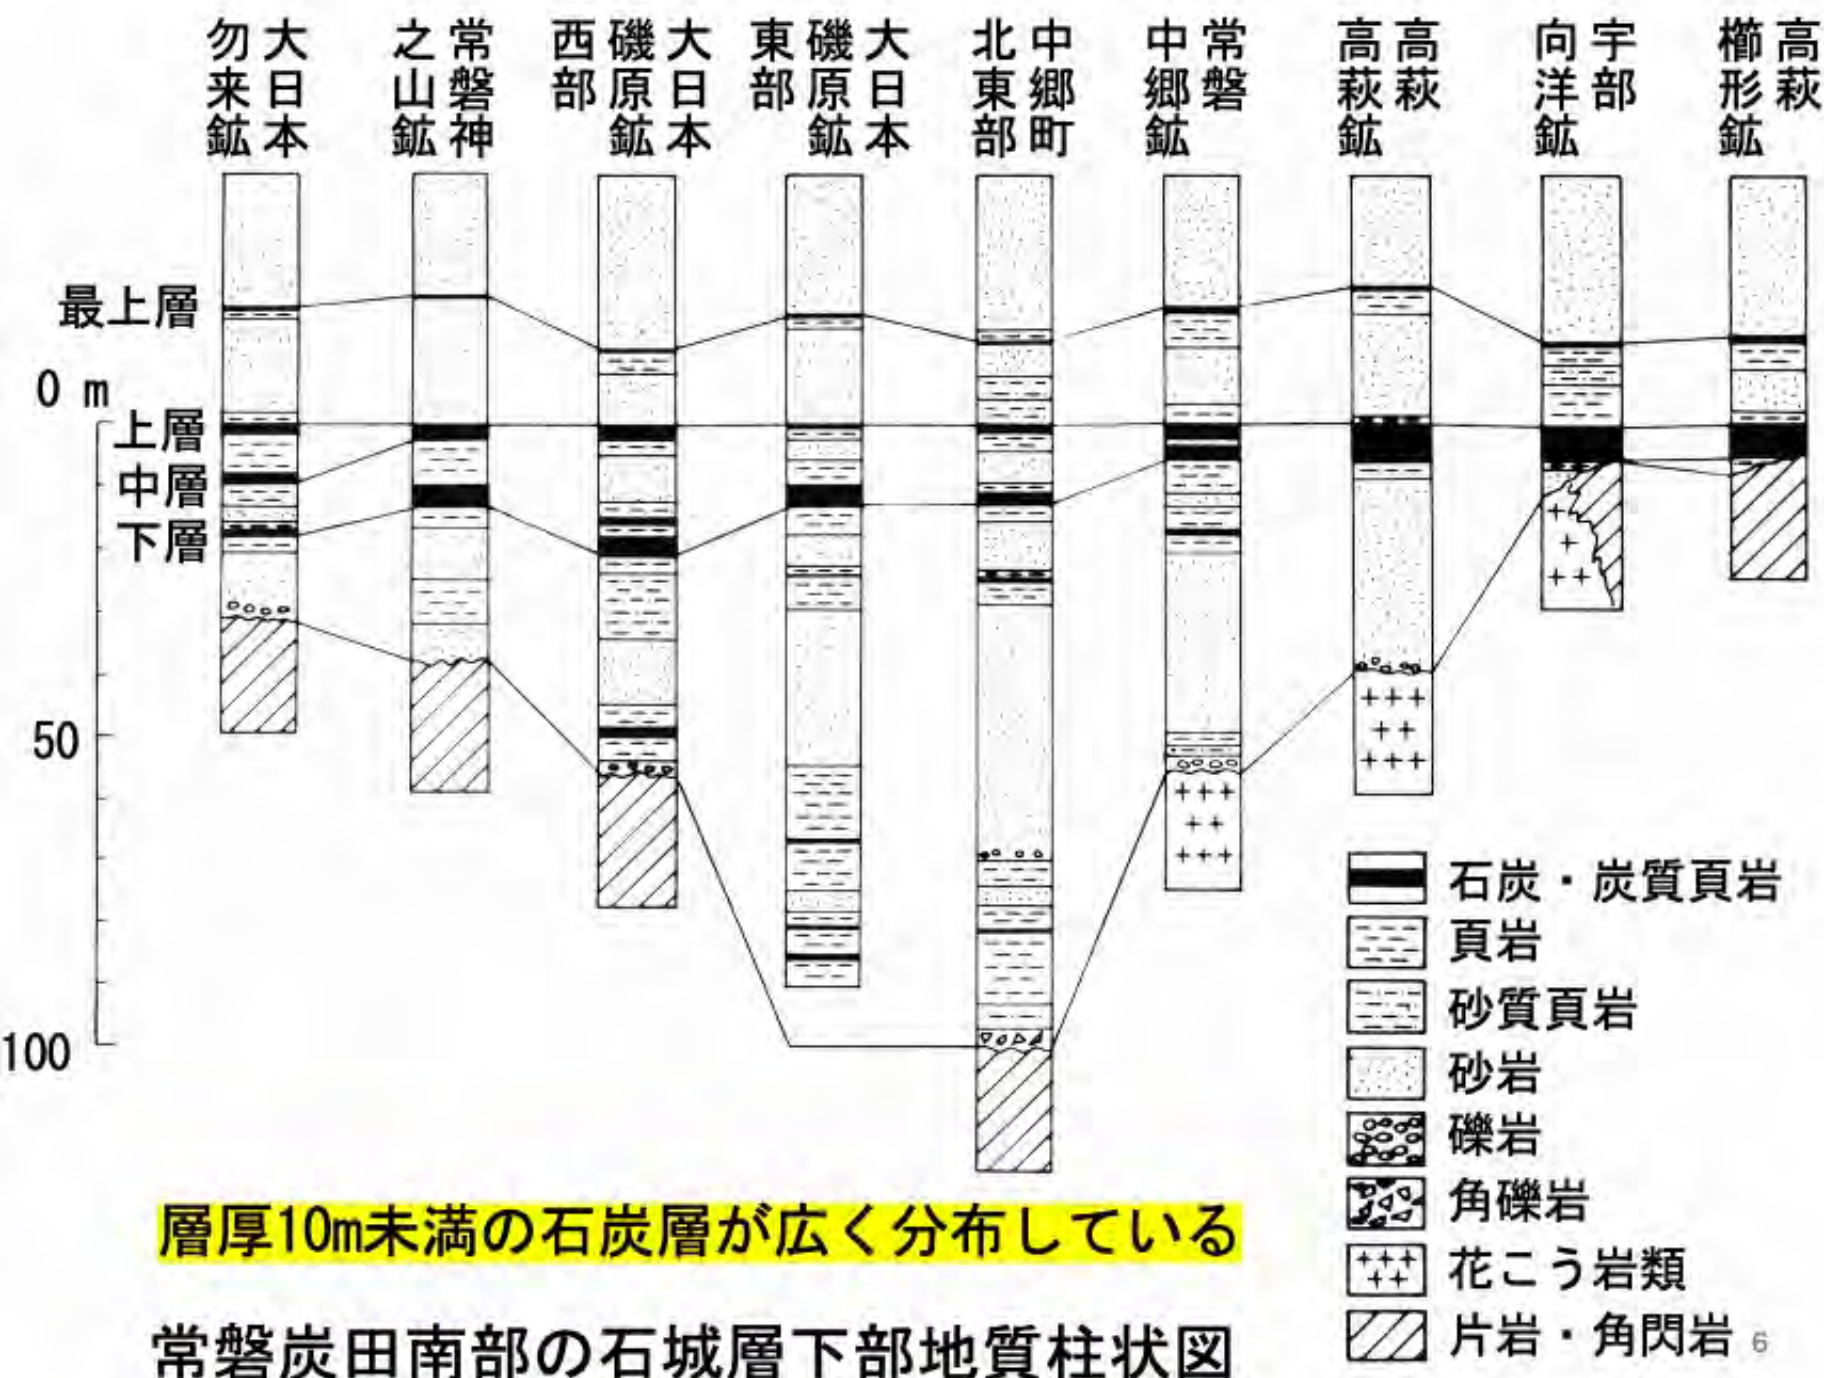 大日本
勿来鉱
常磐神
之山鉱
大日本
磯原鉱
西部
大日本
磯原鉱
東部
中郷町
北東部
常磐
中郷鉱
高萩
高萩鉱
宇部
向洋鉱
高萩
櫛形鉱
最上層
0 m
上層
中層
下層
50
100
石炭・炭質頁岩
頁岩
砂質頁岩
砂岩
礫岩
角礫岩
花こう岩類
片岩・角閃岩
層厚10m未満の石炭層が広く分布している
常磐炭田南部の石城層下部地質柱状図
6